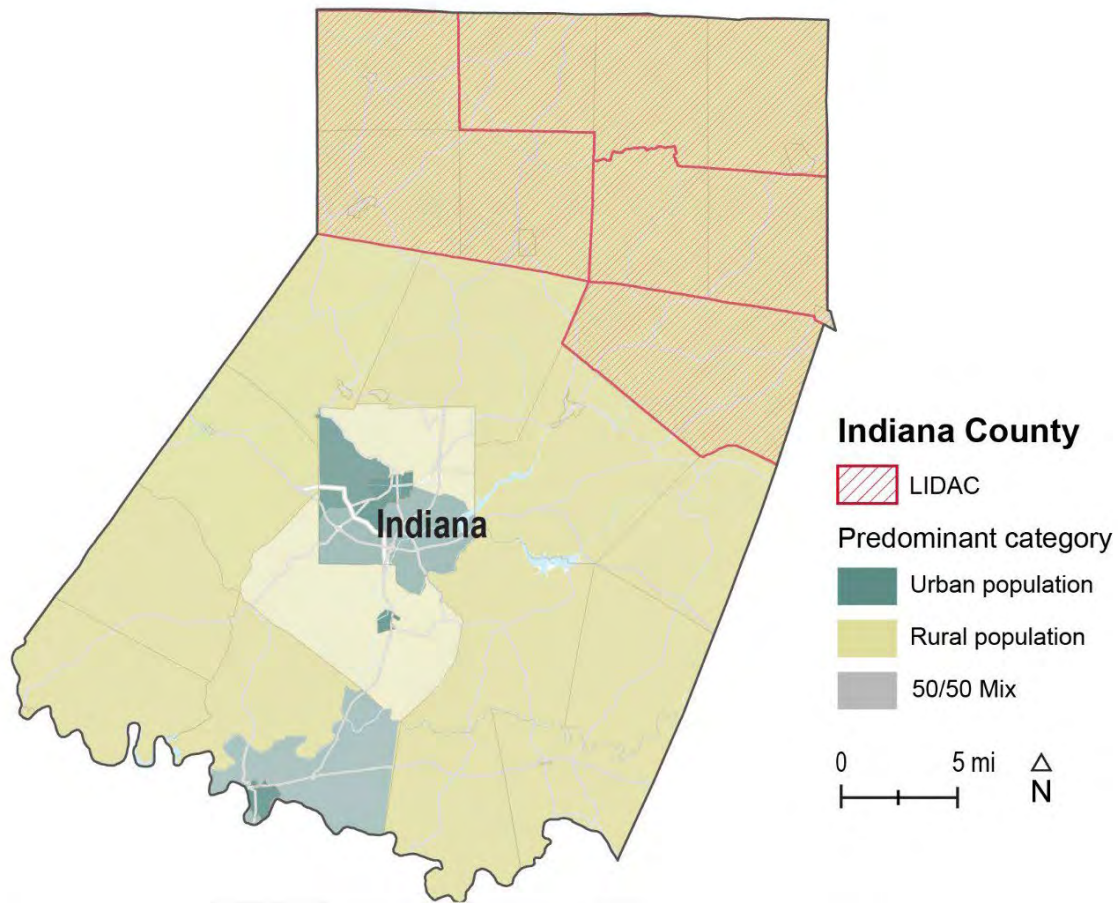 Indiana
Indiana County
LIDAC
Predominant category
Urban population
Rural population
50/50 Mix
0 5 mi
N